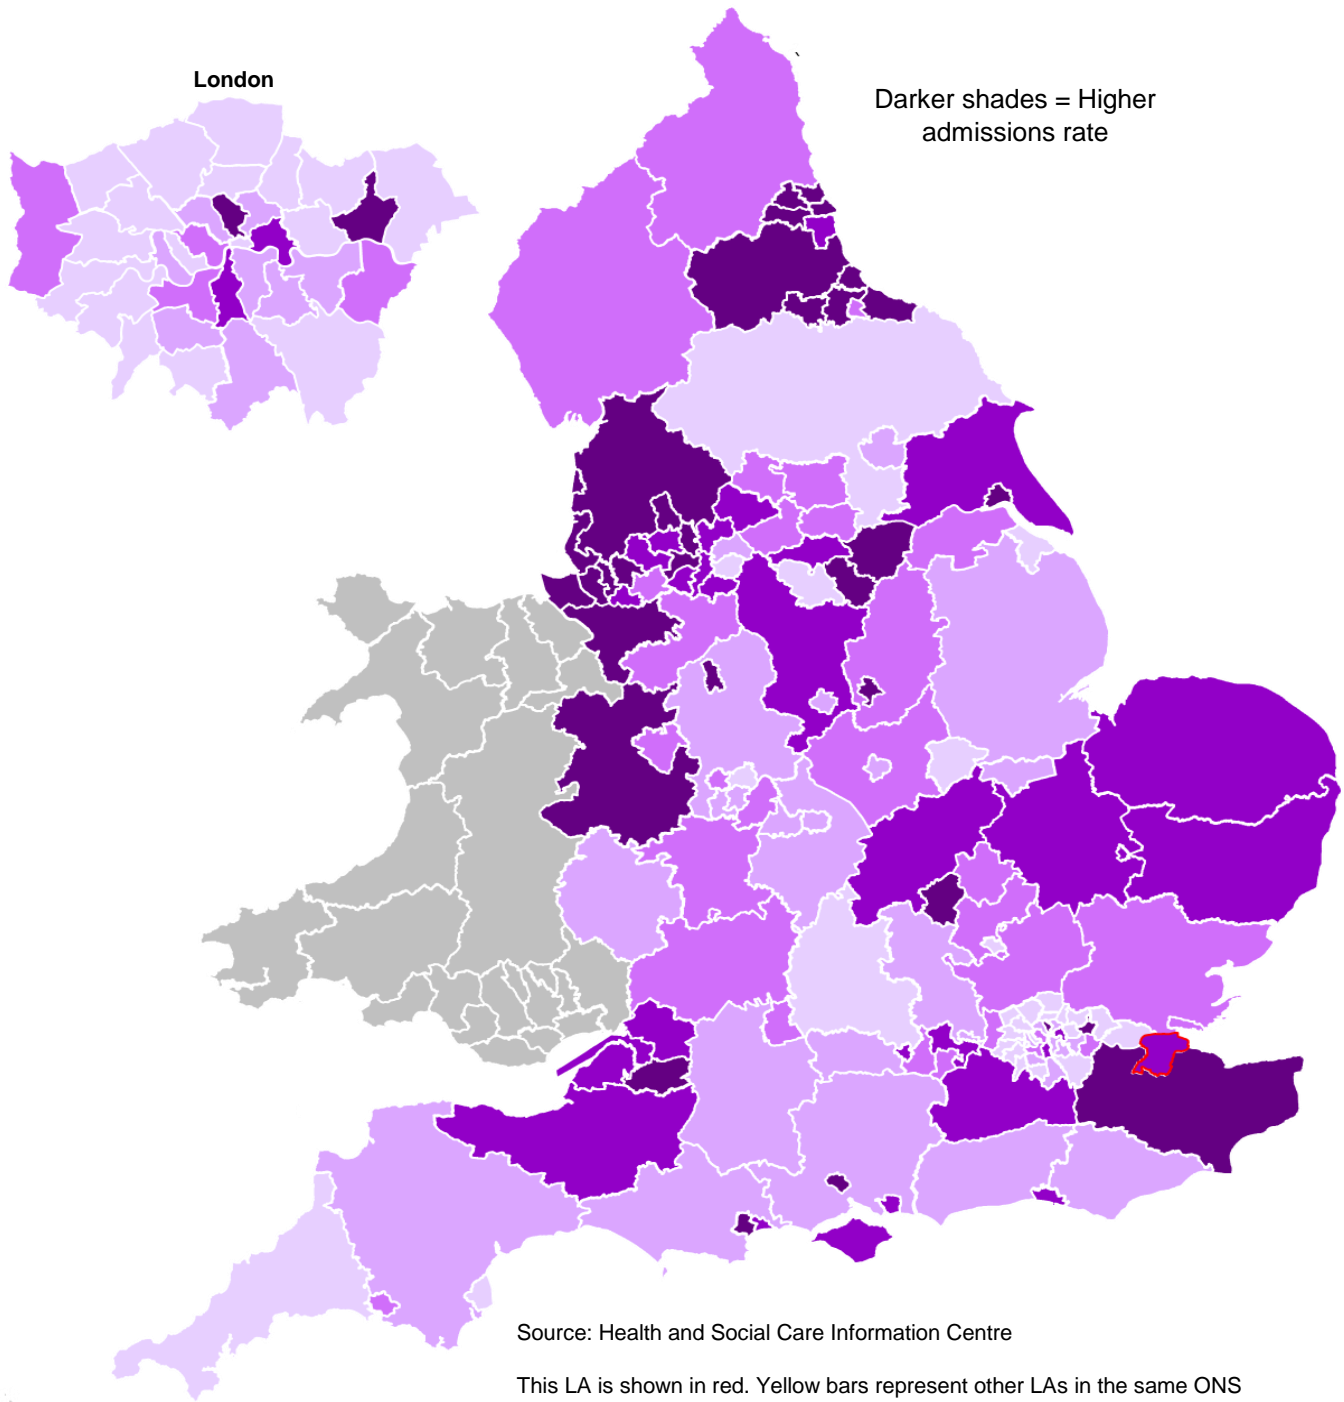 London
Darker shades = Higher
admissions rate
Source: Health and Social Care Information Centre
This LA is shown in red. Yellow bars represent other LAs in the same ONS